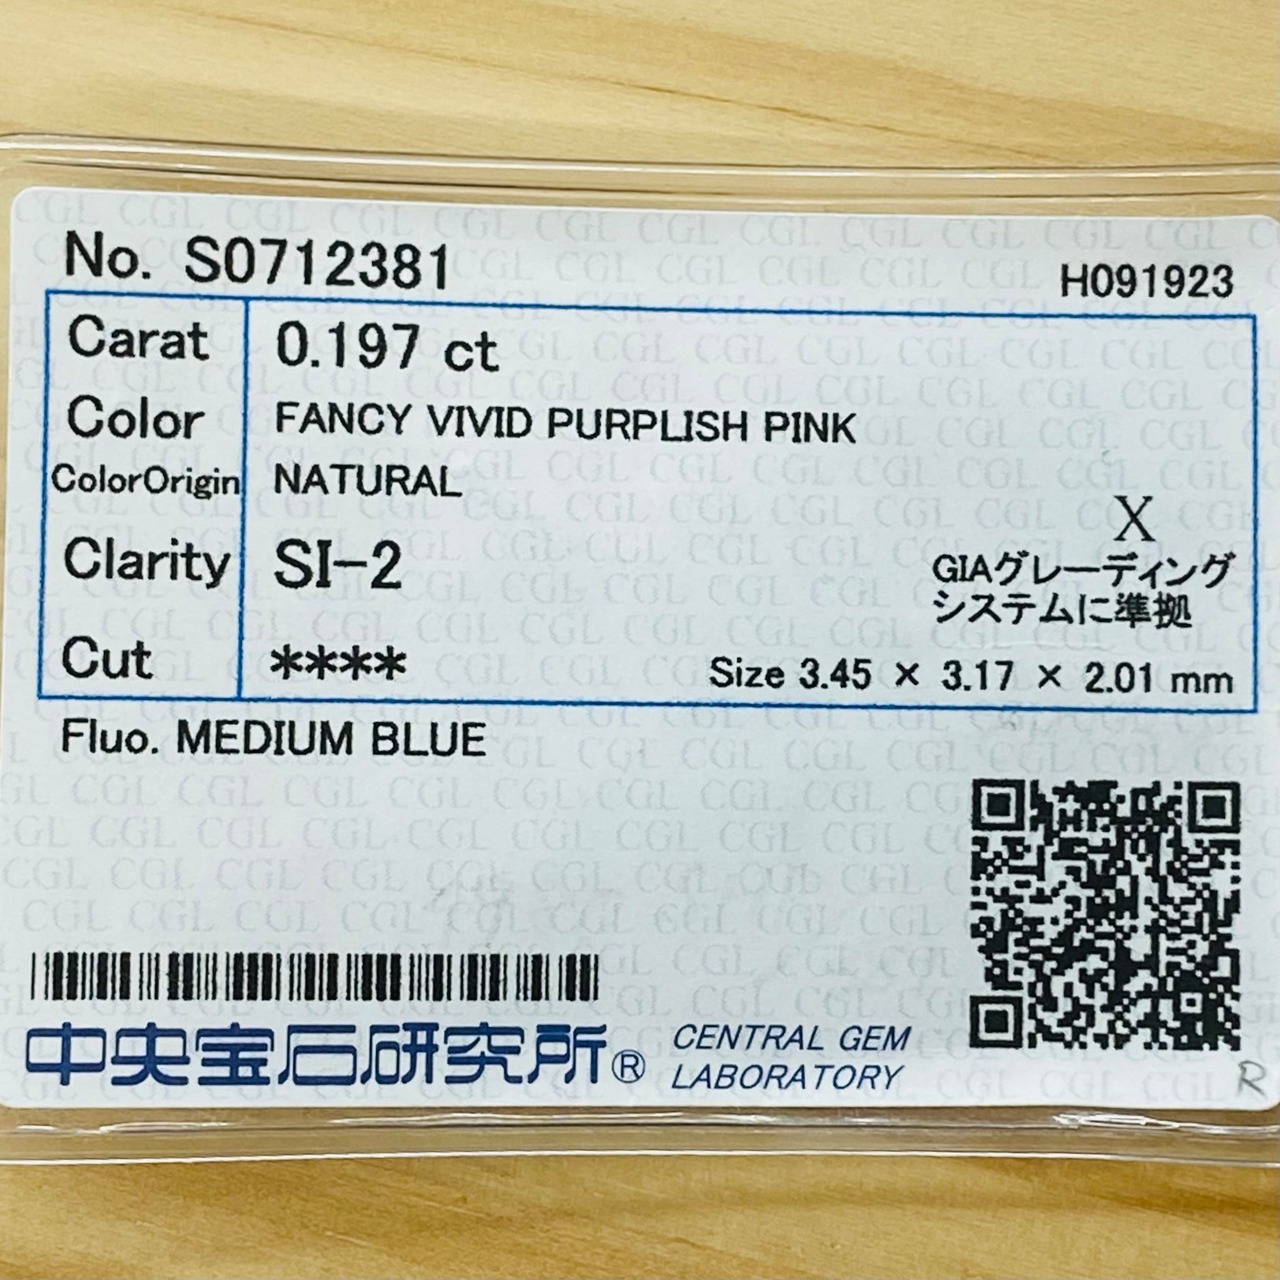 No. S0712381
H091923
Carat 0.197 ct
Color FANCY VIVID PURPLISH PINK
ColorOrigin NATURAL
Clarity SI-2
X
GIAグレーディング
システムに準拠
Cut ****
Size 3.45 × 3.17 × 2.01 mm
Fluo. MEDIUM BLUE
中央宝石研究所®
CENTRAL GEM
LABORATORY
R